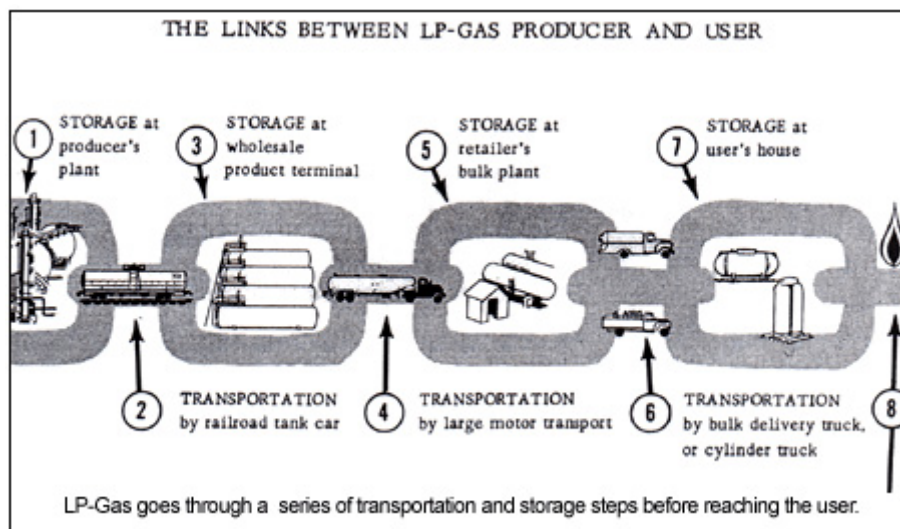 THE LINKS BETWEEN LP-GAS PRODUCER AND USER
1
STORAGE at
producer's
plant
3
STORAGE at
wholesale
product terminal
5
STORAGE at
retailer's
bulk plant
7
STORAGE at
user's house
2
TRANSPORTATION
by railroad tank car
4
TRANSPORTATION
by large motor transport
6
TRANSPORTATION
by bulk delivery truck,
or cylinder truck
8
LP-Gas goes through a series of transportation and storage steps before reaching the user.